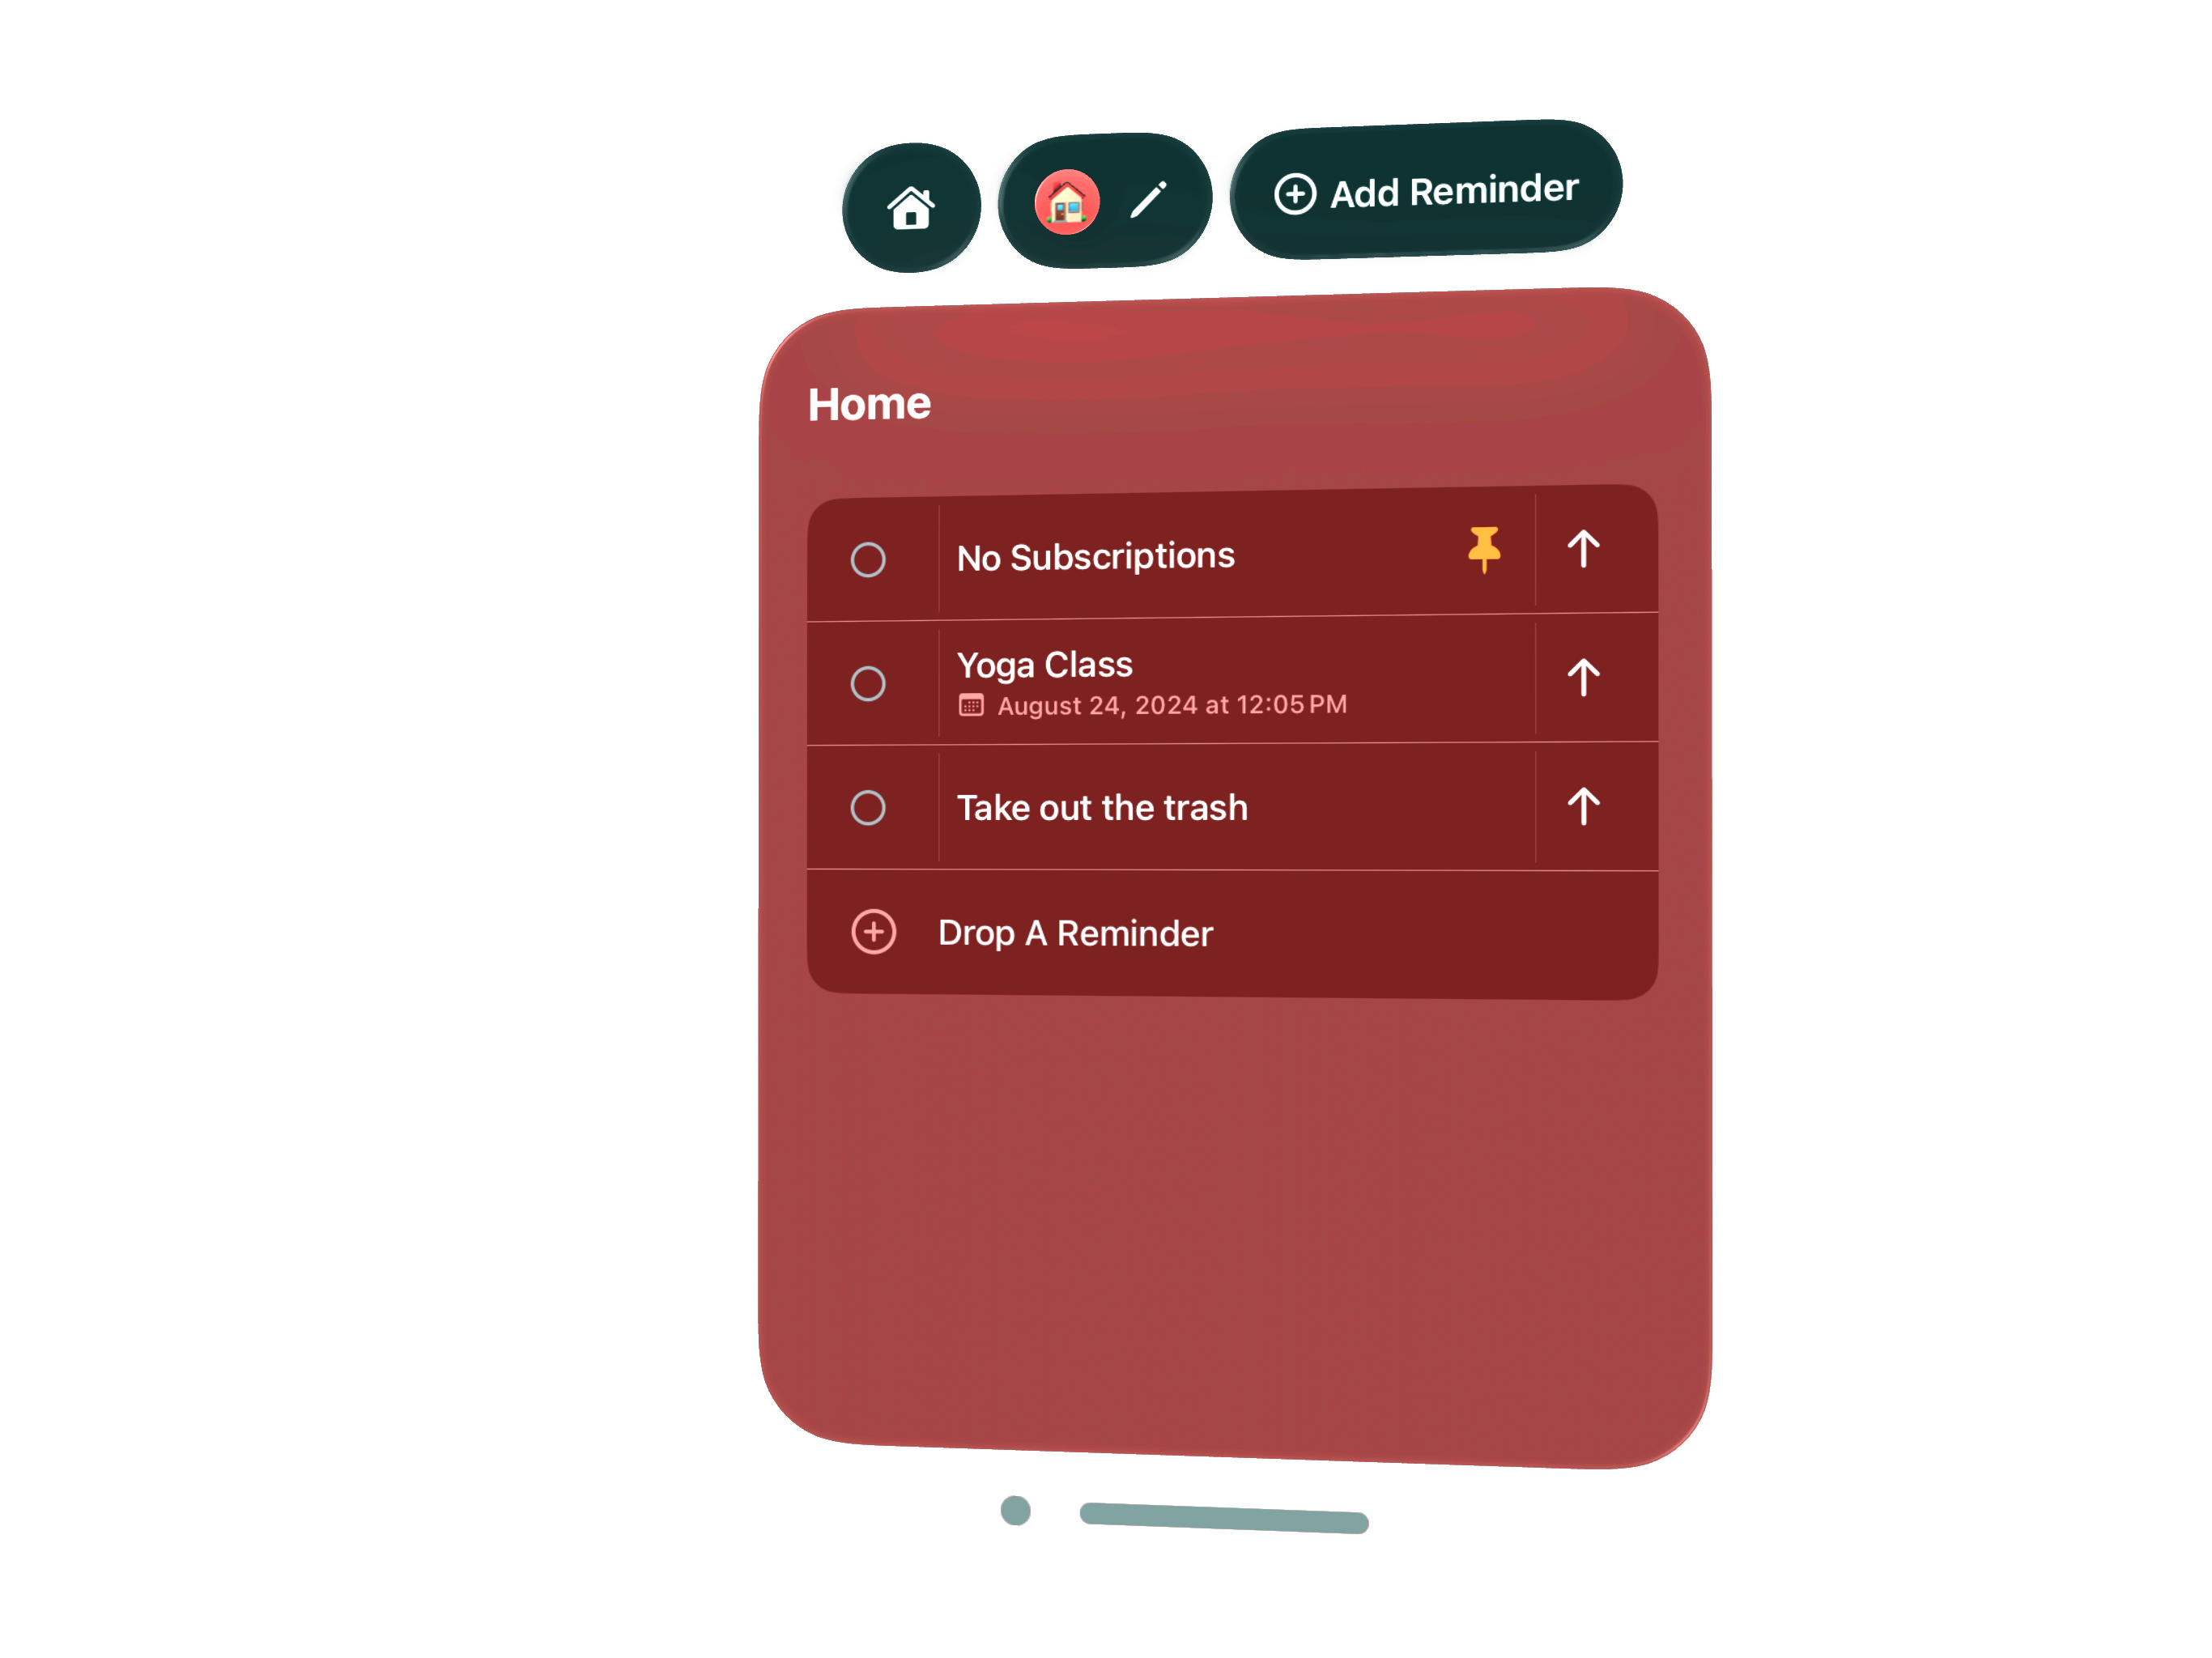 Add Reminder
Home
No Subscriptions
Yoga Class
August 24, 2024 at 12:05 PM
Take out the trash
Drop A Reminder